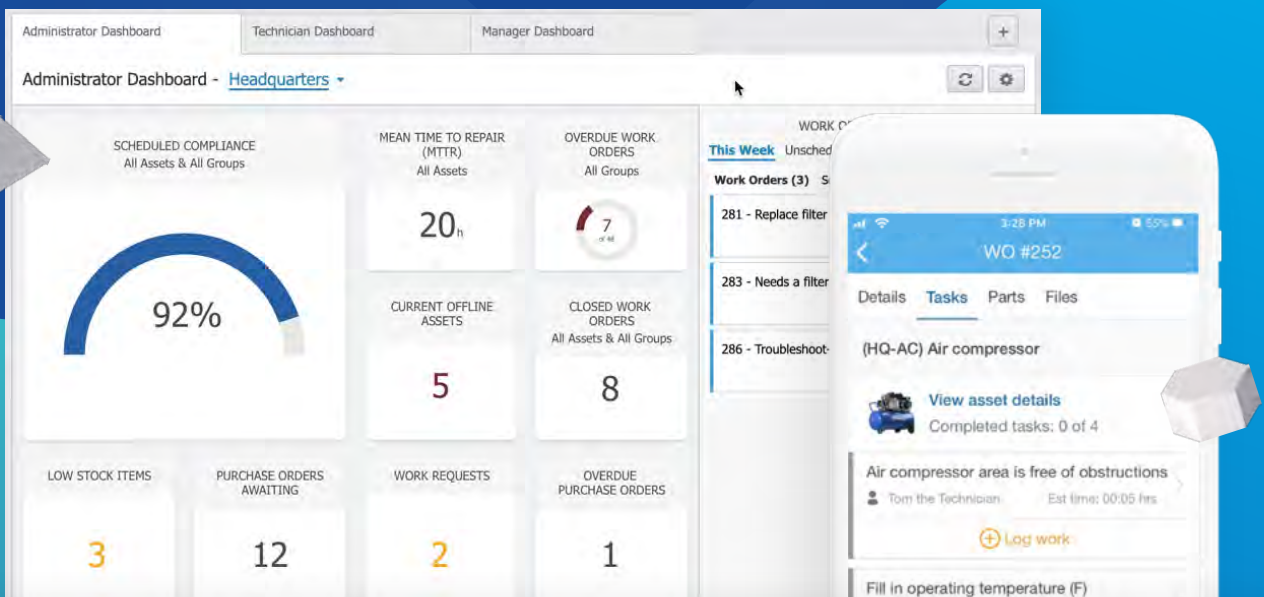 Administrator Dashboard
Technician Dashboard
Manager Dashboard
+
Administrator Dashboard - Headquarters
SCHEDULED COMPLIANCE
All Assets & All Groups
92%
MEAN TIME TO REPAIR
(MTTR)
All Assets
20h
OVERDUE WORK
ORDERS
All Groups
7
CURRENT OFFLINE
ASSETS
5
CLOSED WORK
ORDERS
All Assets & All Groups
8
LOW STOCK ITEMS
3
PURCHASE ORDERS
AWAITING
12
WORK REQUESTS
2
OVERDUE
PURCHASE ORDERS
1
WORK
This Week Unsched
Work Orders (3)
281 - Replace filter
283 - Needs a filter
286 - Troubleshoot-
3:28 PM
55%
WO #252
Details Tasks Parts Files
(HQ-AC) Air compressor
View asset details
Completed tasks: 0 of 4
Air compressor area is free of obstructions
Tom the Technician Est time: 00:05 hrs
Log work
Fill in operating temperature (F)